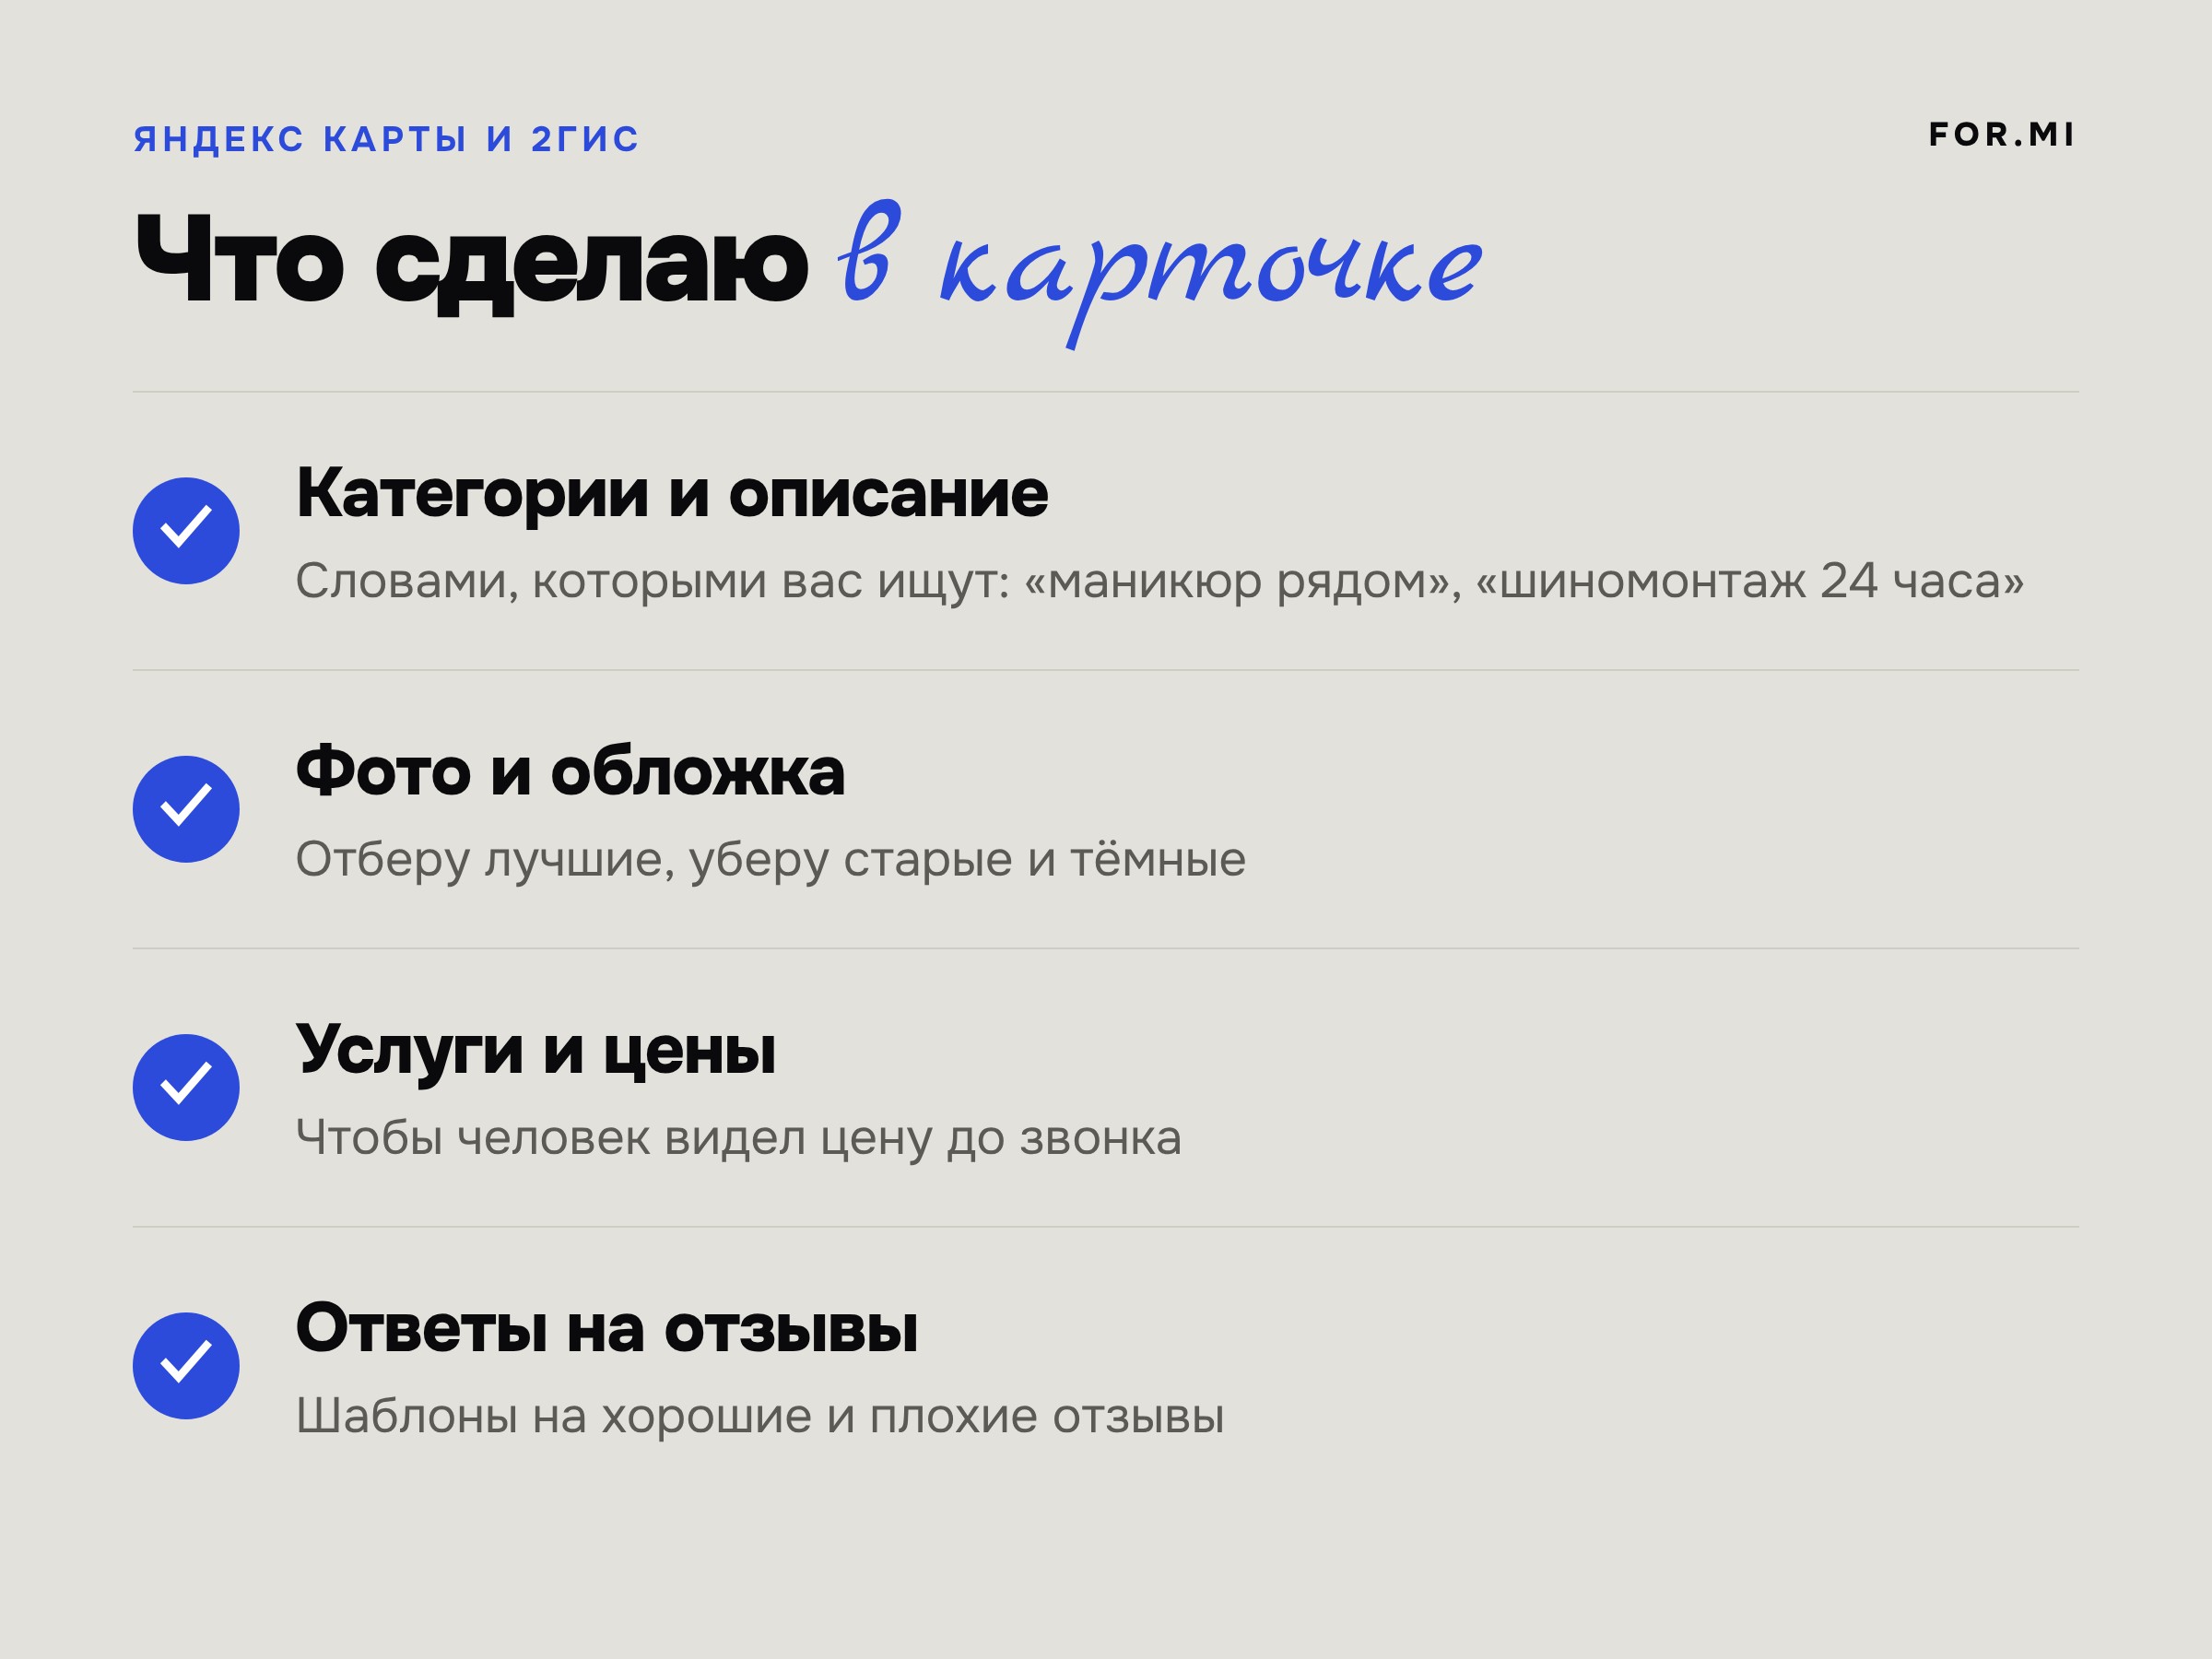 ЯНДЕКС КАРТЫ И 2ГИС
FOR.MI
Что сделаю в карточке
Категории и описание
Словами, которыми вас ищут: «маникюр рядом», «шиномонтаж 24 часа»
Фото и обложка
Отберу лучшие, уберу старые и тёмные
Услуги и цены
Чтобы человек видел цену до звонка
Ответы на отзывы
Шаблоны на хорошие и плохие отзывы